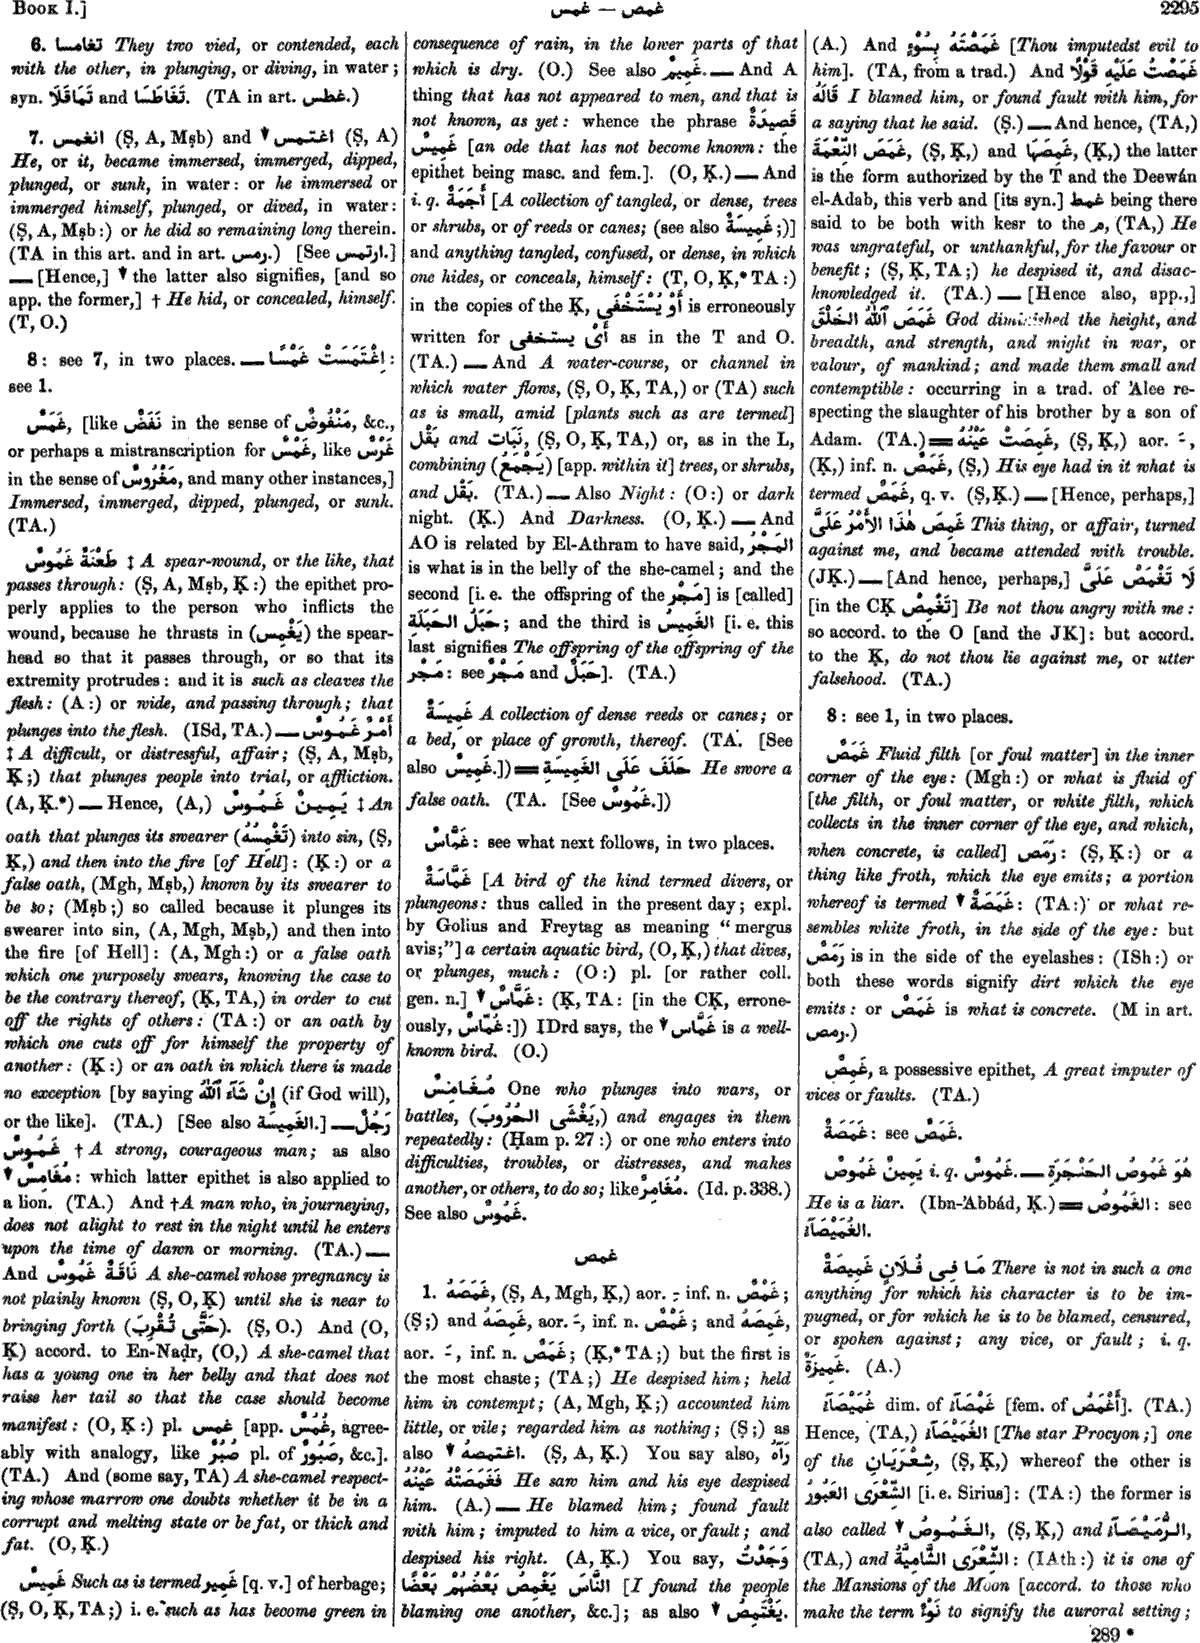 BOOK I.]
غمس — غمص
2295
6. تغامسا They two vied, or contended, each
with the other, in plunging, or diving, in water;
syn. تَمَاقَلَا and تَغَاطَسَا. (TA in art. غطس.)
7. انغمس (Ṣ, A, Mṣb) and ▼ اغتمس (Ṣ, A)
He, or it, became immersed, immerged, dipped,
plunged, or sunk, in water: or he immersed or
immerged himself, plunged, or dived, in water:
(Ṣ, A, Mṣb:) or he did so remaining long therein.
(TA in this art. and in art. رمس.) [See ارتمس.]
— [Hence,] ▼ the latter also signifies, [and so
app. the former,] † He hid, or concealed, himself.
(T, O.)
8: see 7, in two places. — اِغْتَمَسَتْ غَمْسًا:
see 1.
غَمَسٌ, [like نَفَضٌ in the sense of مَنْفُوضٌ, &c.,
or perhaps a mistranscription for غَمْسٌ, like غَرْسٌ
in the sense of مَغْرُوسٌ, and many other instances,]
Immersed, immerged, dipped, plunged, or sunk.
(TA.)
طَعْنَةٌ غَمُوسٌ ‡ A spear-wound, or the like, that
passes through: (Ṣ, A, Mṣb, Ḳ:) the epithet pro-
perly applies to the person who inflicts the
wound, because he thrusts in (يَغْمِسُ) the spear-
head so that it passes through, or so that its
extremity protrudes: and it is such as cleaves the
flesh: (A:) or wide, and passing through; that
plunges into the flesh. (ISd, TA.) — أَمْرٌ غَمُوسٌ
‡ A difficult, or distressful, affair; (Ṣ, A, Mṣb,
Ḳ;) that plunges people into trial, or affliction.
(A, Ḳ.*) — Hence, (A,) يَمِينٌ غَمُوسٌ ‡ An
oath that plunges its swearer (تَغْمِسُهُ) into sin, (Ṣ,
Ḳ,) and then into the fire [of Hell]: (Ḳ:) or a
false oath, (Mgh, Mṣb,) known by its swearer to
be so; (Mṣb;) so called because it plunges its
swearer into sin, (A, Mgh, Mṣb,) and then into
the fire [of Hell]: (A, Mgh:) or a false oath
which one purposely swears, knowing the case to
be the contrary thereof, (Ḳ, TA,) in order to cut
off the rights of others: (TA:) or an oath by
which one cuts off for himself the property of
another: (Ḳ:) or an oath in which there is made
no exception [by saying إِنْ شَآءَ ٱللّٰهُ (if God will),
or the like]. (TA.) [See also الغَمِيسَة.] — رَجُلٌ
غَمُوسٌ † A strong, courageous man; as also
▼ مُغَامِسٌ: which latter epithet is also applied to
a lion. (TA.) And † A man who, in journeying,
does not alight to rest in the night until he enters
upon the time of dawn or morning. (TA.) —
And نَاقَةٌ غَمُوسٌ A she-camel whose pregnancy is
not plainly known (Ṣ, O, Ḳ) until she is near to
bringing forth (حَتَّى تُقْرِبَ). (Ṣ, O.) And (O,
Ḳ) accord. to En-Naḍr, (O,) A she-camel that
has a young one in her belly and that does not
raise her tail so that the case should become
manifest: (O, Ḳ:) pl. غمس [app. غُمُسٌ, agree-
ably with analogy, like صُبُرٌ pl. of صَبُورٌ, &c.].
(TA.) And (some say, TA) A she-camel respect-
ing whose marrow one doubts whether it be in a
corrupt and melting state or be fat, or thick and
fat. (O, Ḳ.)
غَمِيسٌ Such as is termed غَمِير [q. v.] of herbage;
(Ṣ, O, Ḳ, TA;) i. e. such as has become green in
consequence of rain, in the lower parts of that
which is dry. (O.) See also غَمِيمٌ. — And A
thing that has not appeared to men, and that is
not known, as yet: whence the phrase قَصِيدَةٌ
غَمِيسٌ [an ode that has not become known: the
epithet being masc. and fem.]. (O, Ḳ.) — And
i. q. أَجَمَةٌ [A collection of tangled, or dense, trees
or shrubs, or of reeds or canes; (see also غَمِيسَةٌ;)]
and anything tangled, confused, or dense, in which
one hides, or conceals, himself: (T, O, Ḳ,* TA:)
in the copies of the Ḳ, أَوْ يُسْتَخْفَى is erroneously
written for أَىْ يستخفى as in the T and O.
(TA.) — And A water-course, or channel in
which water flows, (Ṣ, O, Ḳ, TA,) or (TA) such
as is small, amid [plants such as are termed]
بَقْل and نَبَات, (Ṣ, O, Ḳ, TA,) or, as in the L,
combining (يَجْمَعُ) [app. within it] trees, or shrubs,
and بَقْل. (TA.) — Also Night: (O:) or dark
night. (Ḳ.) And Darkness. (O, Ḳ.) — And
AO is related by El-Athram to have said, المَجْرُ
is what is in the belly of the she-camel; and the
second [i. e. the offspring of the مَجْر] is [called]
حَبَلُ الحَبَلَةِ; and the third is الغَمِيسُ [i. e. this
last signifies The offspring of the offspring of the
مَجْر: see مَجْرٌ and حَبَلٌ]. (TA.)
غَمِيسَةٌ A collection of dense reeds or canes; or
a bed, or place of growth, thereof. (TA. [See
also غَمِيسٌ.]) = حَلَفَ عَلَى الغَمِيسَةِ He swore a
false oath. (TA. [See غَمُوسٌ.])
غَمَّاسٌ: see what next follows, in two places.
غَمَّاسَةٌ [A bird of the kind termed divers, or
plungeons: thus called in the present day; expl.
by Golius and Freytag as meaning “mergus
avis;”] a certain aquatic bird, (O, Ḳ,) that dives,
or plunges, much: (O:) pl. [or rather coll.
gen. n.] ▼ غَمَّاسٌ: (Ḳ, TA: [in the CḲ, errone-
ously, غُمّاس:]) IDrd says, the ▼ غَمَّاس is a well-
known bird. (O.)
مُغَامِسٌ One who plunges into wars, or
battles, (يَغْشَى الحُرُوبَ,) and engages in them
repeatedly: (Ḥam p. 27:) or one who enters into
difficulties, troubles, or distresses, and makes
another, or others, to do so; like مُغَامِرٌ. (Id. p. 338.)
See also غَمُوسٌ.
غمص
1. غَمَصَهُ, (Ṣ, A, Mgh, Ḳ,) aor. ـِ, inf. n. غَمْصٌ;
(Ṣ;) and غَمِصَهُ, aor. ـَ, inf. n. غَمْصٌ; and غَمِصَهُ,
aor. ـَ, inf. n. غَمَصٌ; (Ḳ,* TA;) but the first is
the most chaste; (TA;) He despised him; held
him in contempt; (A, Mgh, Ḳ;) accounted him
little, or vile; regarded him as nothing; (Ṣ;) as
also ▼ اغتمصهُ. (Ṣ, A, Ḳ.) You say also, رَآهُ
فَغَمَصَتْهُ عَيْنُهُ He saw him and his eye despised
him. (A.) — He blamed him; found fault
with him; imputed to him a vice, or fault; and
despised his right. (A, Ḳ.) You say, وَجَدْتُ
النَّاسَ يَغْمِصُ بَعْضُهُمْ بَعْضًا [I found the people
blaming one another, &c.]; as also ▼ يَغْتَمِصُ.
(A.) And غَمَصْتَهُ بِسُوْءٍ [Thou imputedst evil to
him]. (TA, from a trad.) And غَمَصْتُ عَلَيْهِ قَوْلًا
قَالَهُ I blamed him, or found fault with him, for
a saying that he said. (Ṣ.) — And hence, (TA,)
غَمَصَ النِّعْمَةَ, (Ṣ, Ḳ,) and غَمِصَهَا, (Ḳ,) the latter
is the form authorized by the T and the Deewán
el-Adab, this verb and [its syn.] غمط being there
said to be both with kesr to the م, (TA,) He
was ungrateful, or unthankful, for the favour or
benefit; (Ṣ, Ḳ, TA;) he despised it, and disac-
knowledged it. (TA.) — [Hence also, app.,]
غَمَصَ ٱللّٰهُ الخَلْقَ God diminished the height, and
breadth, and strength, and might in war, or
valour, of mankind; and made them small and
contemptible: occurring in a trad. of 'Alee re-
specting the slaughter of his brother by a son of
Adam. (TA.) = غَمِصَتْ عَيْنُهُ, (Ṣ, Ḳ,) aor. ـَ,
(Ḳ,) inf. n. غَمَصٌ, (Ṣ,) His eye had in it what is
termed غَمَصٌ, q. v. (Ṣ, Ḳ.) — [Hence, perhaps,]
غَمِصَ هٰذَا الأَمْرُ عَلَىَّ This thing, or affair, turned
against me, and became attended with trouble.
(JḲ.) — [And hence, perhaps,] لَا تَغْمَصْ عَلَىَّ
[in the CḲ تَغْمِصْ] Be not thou angry with me:
so accord. to the O [and the JK]: but accord.
to the Ḳ, do not thou lie against me, or utter
falsehood. (TA.)
8: see 1, in two places.
غَمَصٌ Fluid filth [or foul matter] in the inner
corner of the eye: (Mgh:) or what is fluid of
[the filth, or foul matter, or white filth, which
collects in the inner corner of the eye, and which,
when concrete, is called] رَمَص: (Ṣ, Ḳ:) or a
thing like froth, which the eye emits; a portion
whereof is termed ▼ غَمَصَةٌ: (TA:) or what re-
sembles white froth, in the side of the eye: but
رَمَصٌ is in the side of the eyelashes: (ISh:) or
both these words signify dirt which the eye
emits: or غَمَصٌ is what is concrete. (M in art.
رمص.)
غَمِصٌ, a possessive epithet, A great imputer of
vices or faults. (TA.)
غَمَصَةٌ: see غَمَصٌ.
يَمِينٌ غَمُوصٌ i. q. غَمُوسٌ. — هُوَ غَمُوصُ الحَنْجَرَةِ
He is a liar. (Ibn-'Abbád, Ḳ.) = الغَمُوصُ: see
الغُمَيْصَآءُ.
مَا فِى فُلَانٍ غَمِيصَةٌ There is not in such a one
anything for which his character is to be im-
pugned, or for which he is to be blamed, censured,
or spoken against; any vice, or fault; i. q.
غَمِيزَةٌ. (A.)
غُمَيْصَآءُ dim. of غَمْصَآءُ [fem. of أَغْمَصُ]. (TA.)
Hence, (TA,) الغُمَيْصَآءُ [The star Procyon;] one
of the شِعْرَيَانِ, (Ṣ, Ḳ,) whereof the other is
الشِّعْرَى العَبُورُ [i. e. Sirius]: (TA:) the former is
also called ▼ الغَمُوصُ, (Ṣ, Ḳ,) and الرُّمَيْصَآءُ,
(TA,) and الشِّعْرَى الشَّامِيَّةُ: (IAth:) it is one of
the Mansions of the Moon [accord. to those who
make the term نَوْءٌ to signify the auroral setting;
289 *